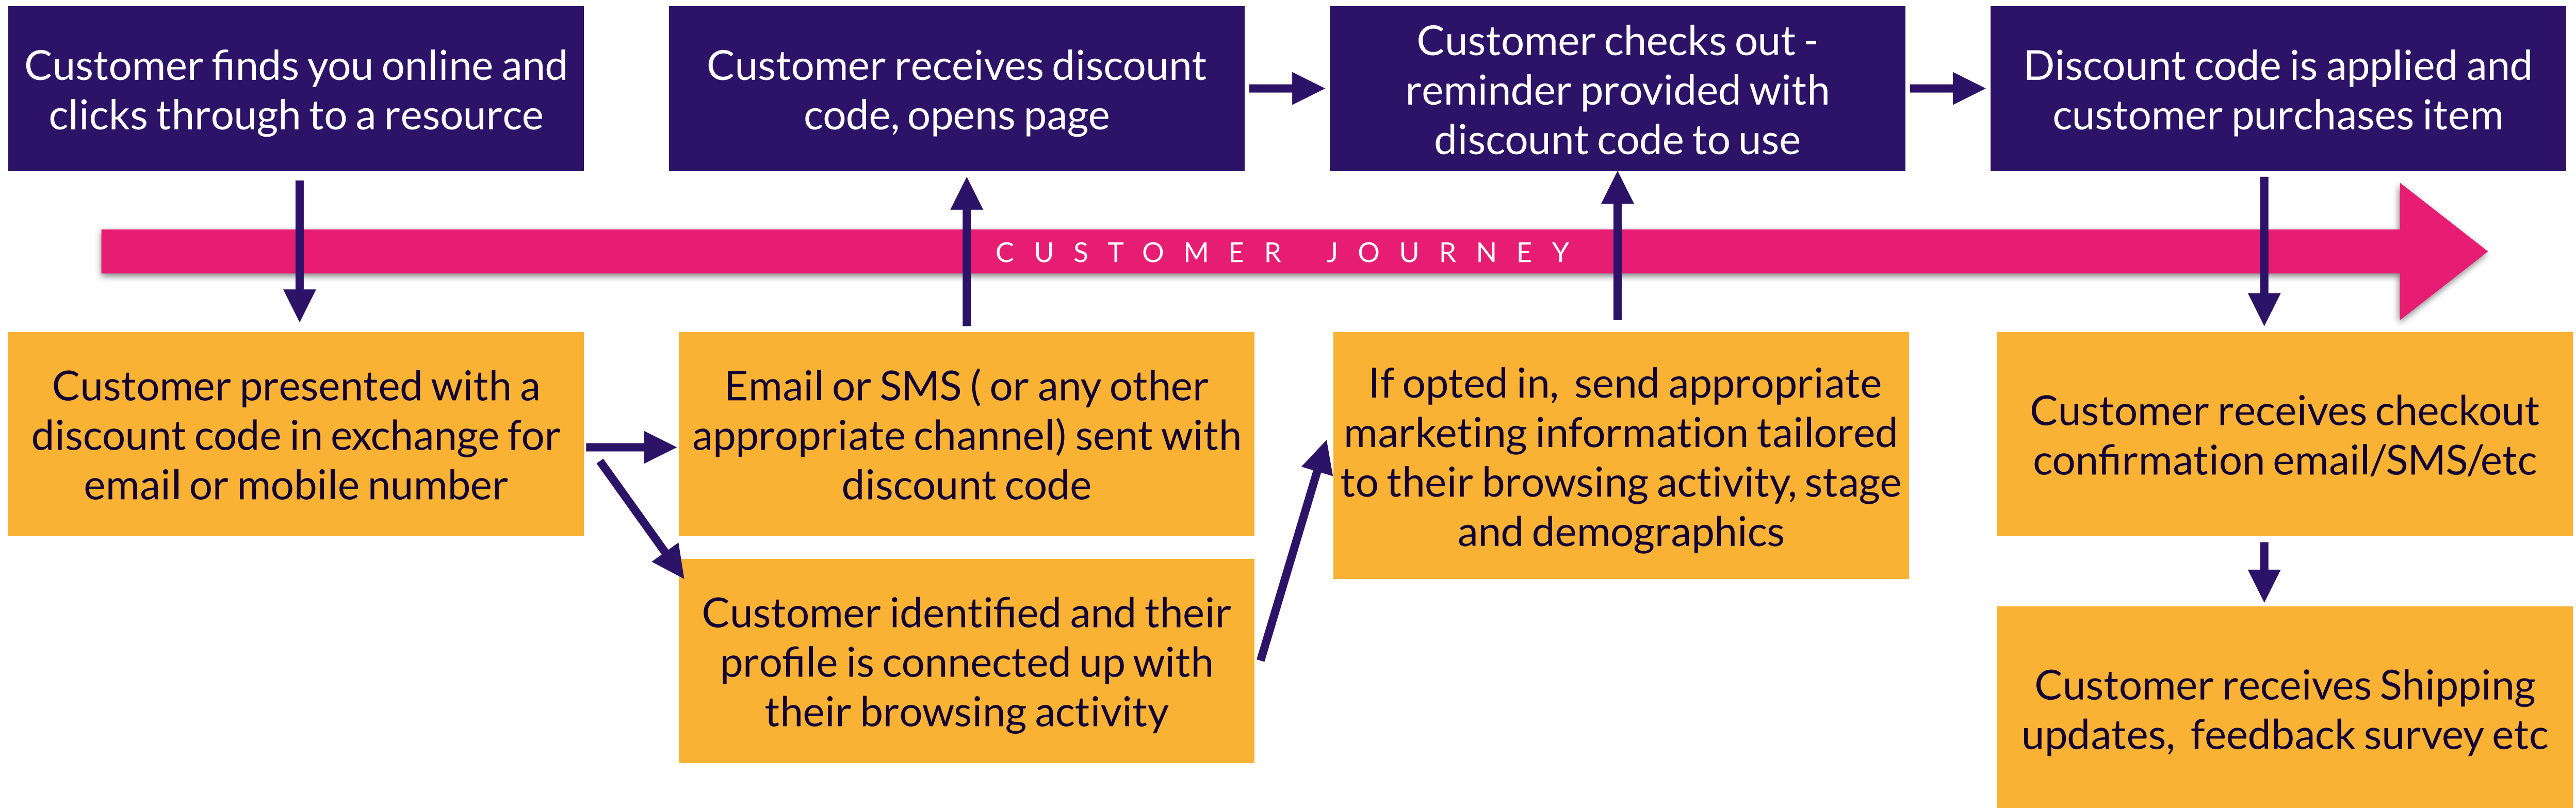 Customer finds you online and
clicks through to a resource
Customer receives discount
code, opens page
Customer checks out -
reminder provided with
discount code to use
Discount code is applied and
customer purchases item
CUSTOMER JOURNEY
Customer presented with a
discount code in exchange for
email or mobile number
Email or SMS ( or any other
appropriate channel) sent with
discount code
If opted in,  send appropriate
marketing information tailored
to their browsing activity, stage
and demographics
Customer receives checkout
confirmation email/SMS/etc
Customer identified and their
profile is connected up with
their browsing activity
Customer receives Shipping
updates,  feedback survey etc